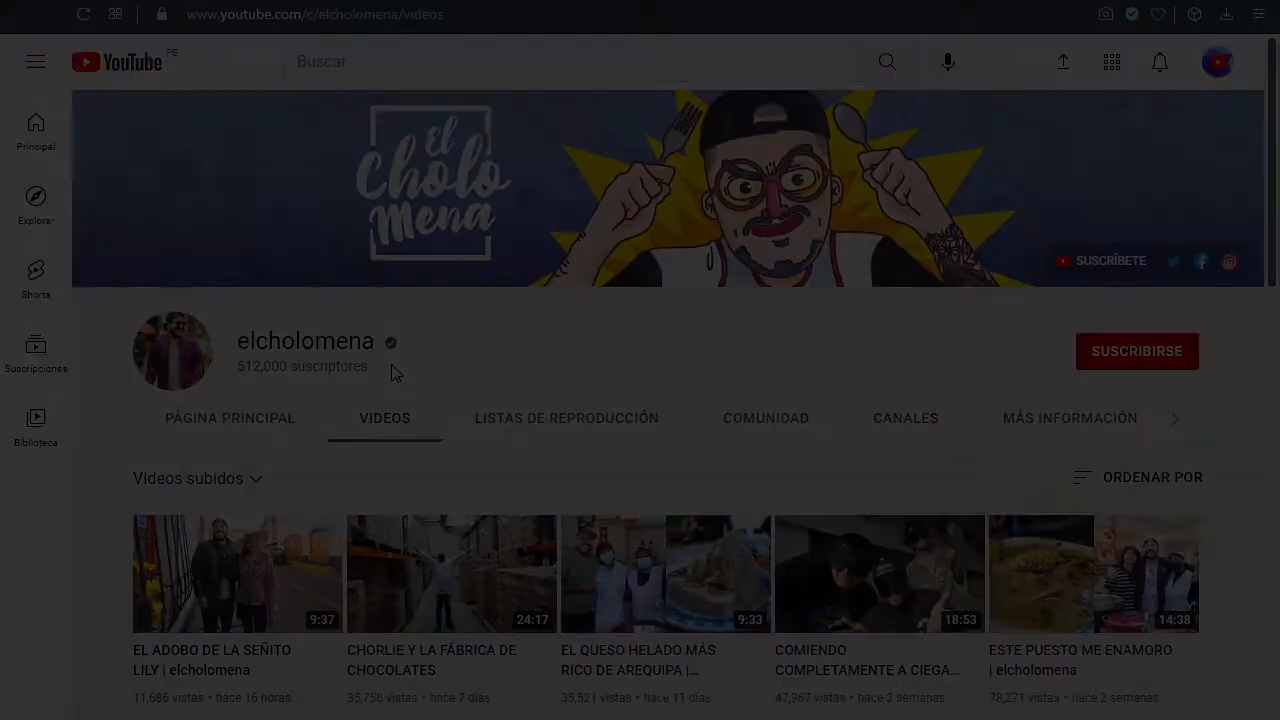 www.youtube.com/c/elcholomena/videos
YouTube PE
Buscar
El
Cholo
Mena
SUSCRÍBETE
Principal
Explorar
Shorts
Suscripciones
Biblioteca
elcholomena
512,000 suscriptores
SUSCRIBIRSE
PÁGINA PRINCIPAL VIDEOS LISTAS DE REPRODUCCIÓN COMUNIDAD CANALES MÁS INFORMACIÓN
Videos subidos
ORDENAR POR
9:37 24:17 9:33 18:53 14:38
EL ADOBO DE LA SEÑITO
LILY | elcholomena
11,686 vistas • hace 16 horas
CHORLIE Y LA FÁBRICA DE
CHOCOLATES
35,758 vistas • hace 7 días
EL QUESO HELADO MÁS
RICO DE AREQUIPA |...
35,521 vistas • hace 11 días
COMIENDO
COMPLETAMENTE A CIEGA...
47,967 vistas • hace 2 semanas
ESTE PUESTO ME ENAMORO
| elcholomena
78,271 vistas • hace 2 semanas